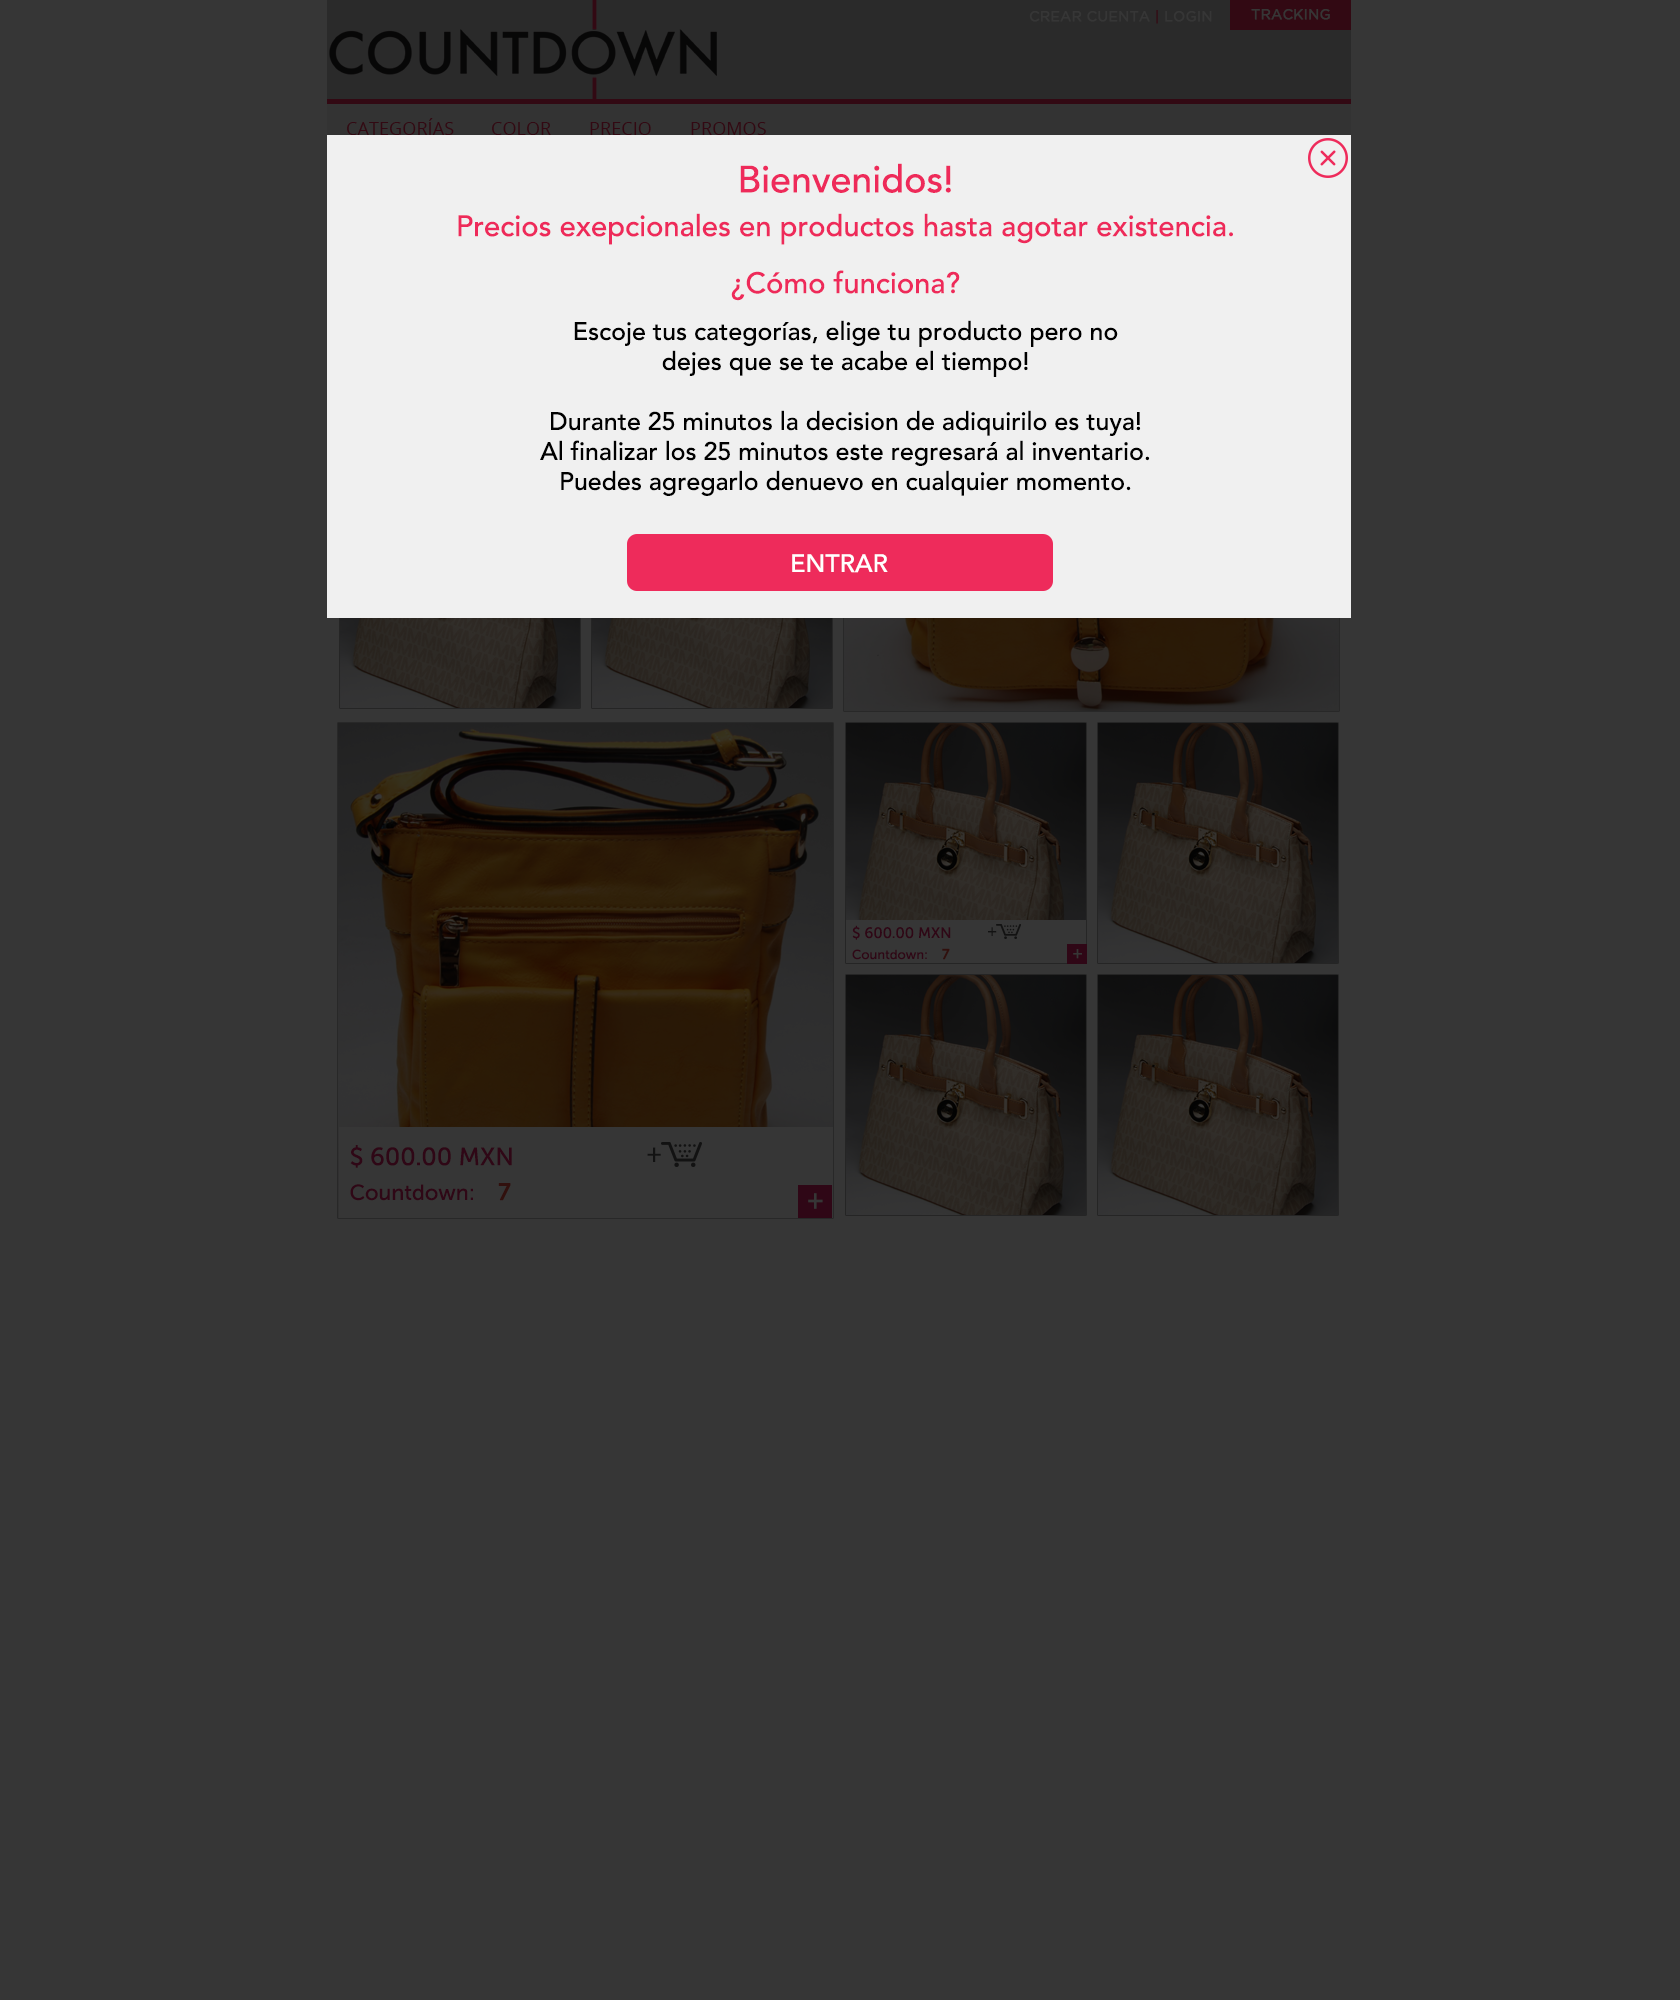 CREAR CUENTA | LOGIN
TRACKING
COUNTDOWN
CATEGORÍAS COLOR PRECIO PROMOS
Bienvenidos!
Precios exepcionales en productos hasta agotar existencia.
¿Cómo funciona?
Escoje tus categorías, elige tu producto pero no
dejes que se te acabe el tiempo!
Durante 25 minutos la decision de adiquirilo es tuya!
Al finalizar los 25 minutos este regresará al inventario.
Puedes agregarlo denuevo en cualquier momento.
ENTRAR
$ 600.00 MXN +
Countdown: 7 +
$ 600.00 MXN +
Countdown: 7 +